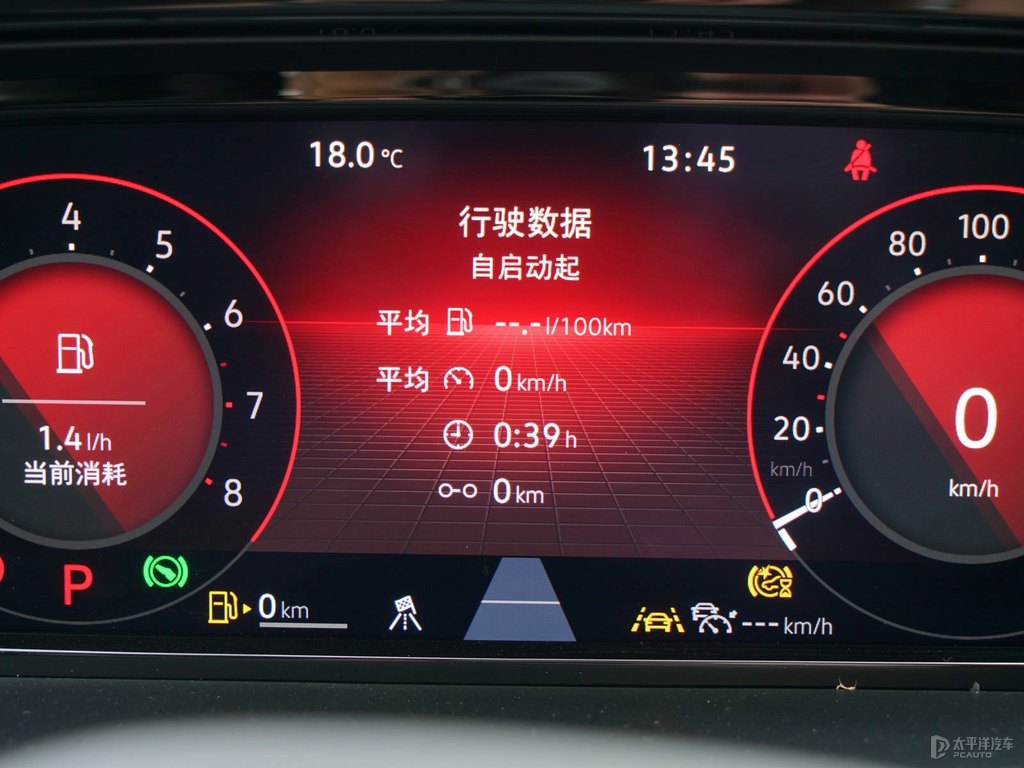 18.0 °C
13:45
行驶数据
自启动起
平均 --.- l/100km
平均 0 km/h
0:39 h
0 km
4
5
6
7
8
1.4 l/h
当前消耗
100
80
60
40
20
km/h
0
0
km/h
P
0 km
--- km/h
太平洋汽车
PCAUTO